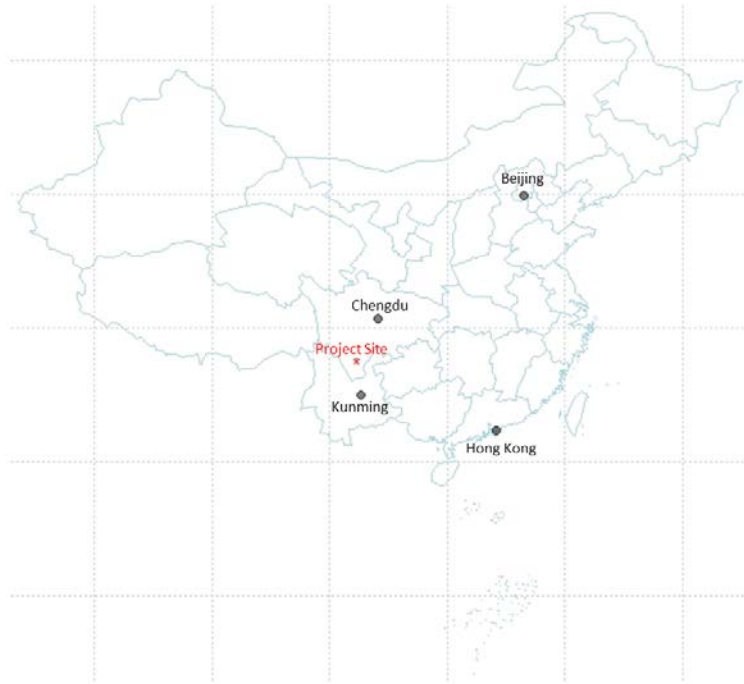 Beijing
Chengdu
Project Site
Kunming
Hong Kong